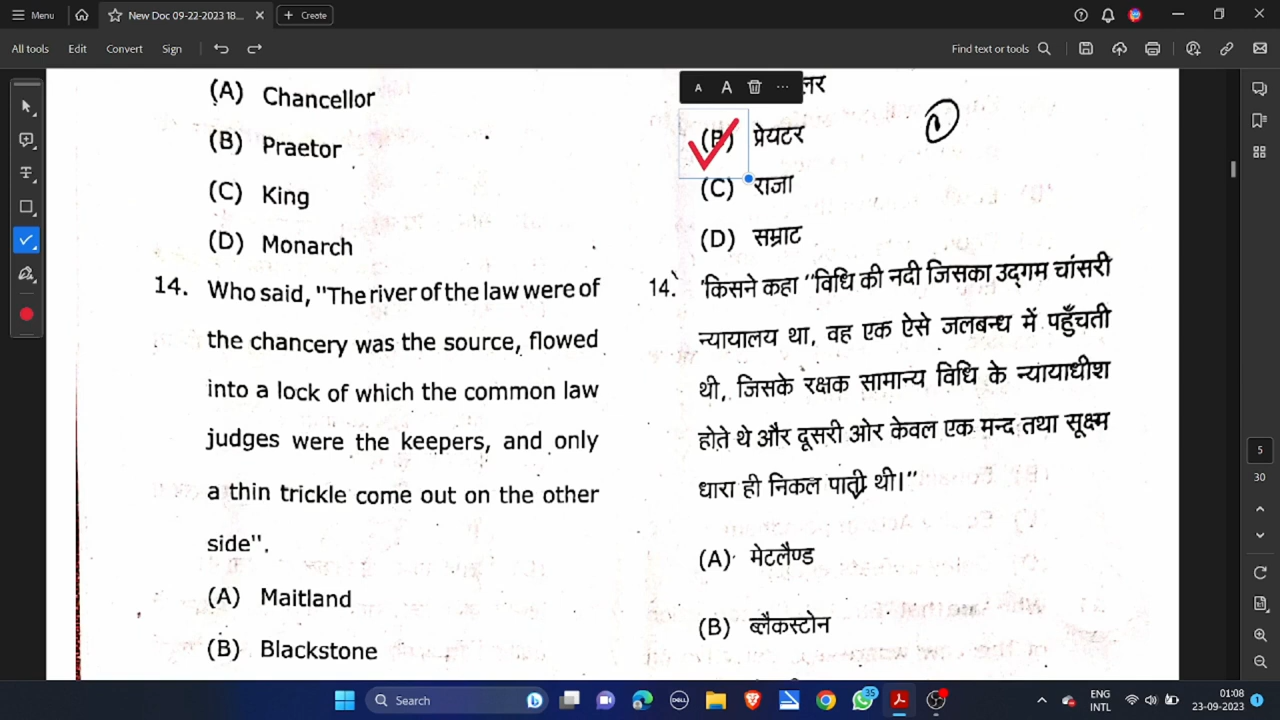 Menu
New Doc 09-22-2023 18...
Create
All tools
Edit
Convert
Sign
Find text or tools
(A) Chancellor
(B) Praetor
(C) King
(D) Monarch
14. Who said, "The river of the law were of
the chancery was the source, flowed
into a lock of which the common law
judges were the keepers, and only
a thin trickle come out on the other
side".
(A) Maitland
(B) Blackstone
A A ...
लर
(B) प्रेयटर
(C) राजा
(D) सम्राट
14. 'किसने कहा "विधि की नदी जिसका उद्‌गम चांसरी
न्यायालय था, वह एक ऐसे जलबन्ध में पहुँचती
थी, जिसके रक्षक सामान्य विधि के न्यायाधीश
होते थे और दूसरी ओर केवल एक मन्द तथा सूक्ष्म
धारा ही निकल पाती थी।"
(A) मेटलैण्ड
(B) ब्लैकस्टोन
5
30
Search
35
ENG
INTL
01:08
23-09-2023